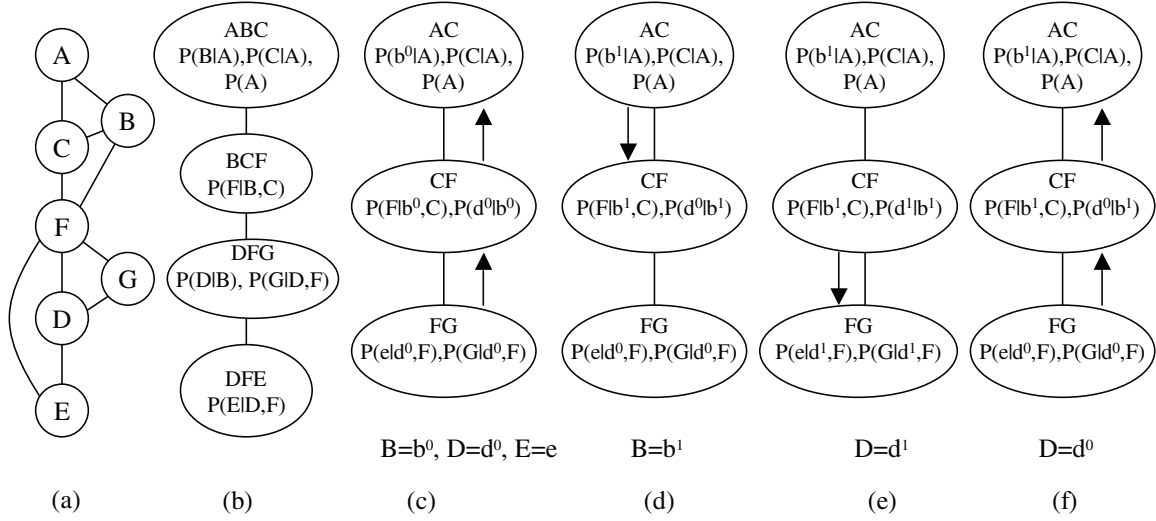 A
B
C
F
G
D
E
(a)
ABC
P(B|A),P(C|A),
P(A)
BCF
P(F|B,C)
DFG
P(D|B), P(G|D,F)
DFE
P(E|D,F)
(b)
AC
P(b⁰|A),P(C|A),
P(A)
CF
P(F|b⁰,C),P(d⁰|b⁰)
FG
P(e|d⁰,F),P(G|d⁰,F)
B=b⁰, D=d⁰, E=e
(c)
AC
P(b¹|A),P(C|A),
P(A)
CF
P(F|b¹,C),P(d⁰|b¹)
FG
P(e|d⁰,F),P(G|d⁰,F)
B=b¹
(d)
AC
P(b¹|A),P(C|A),
P(A)
CF
P(F|b¹,C),P(d¹|b¹)
FG
P(e|d¹,F),P(G|d¹,F)
D=d¹
(e)
AC
P(b¹|A),P(C|A),
P(A)
CF
P(F|b¹,C),P(d⁰|b¹)
FG
P(e|d⁰,F),P(G|d⁰,F)
D=d⁰
(f)